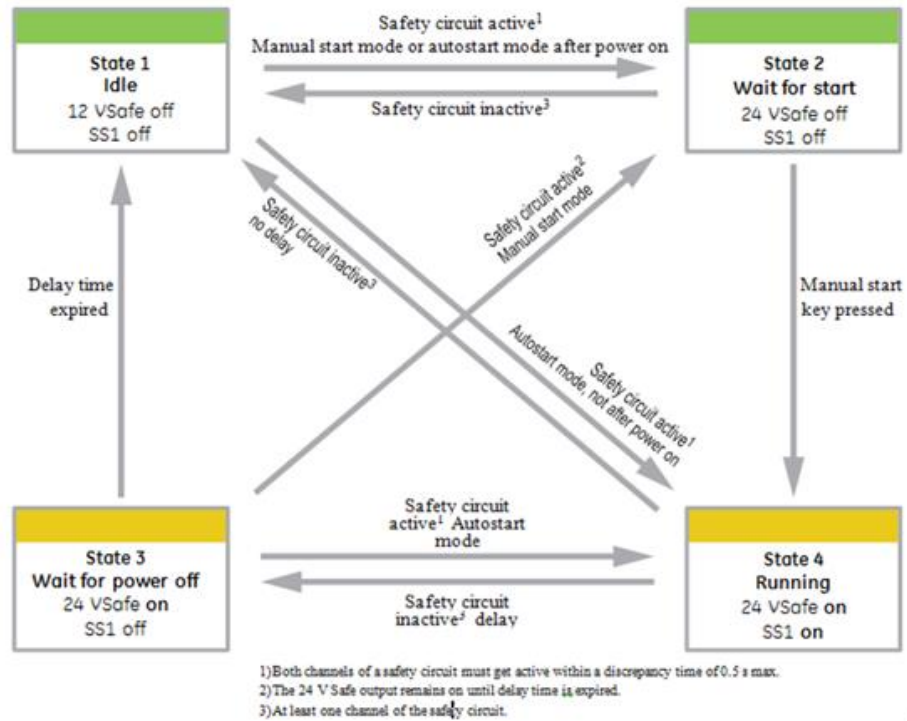 Safety circuit active1
Manual start mode or autostart mode after power on
State 1
Idle
12 VSafe off
SS1 off
State 2
Wait for start
24 VSafe off
SS1 off
Safety circuit inactive3
Safety circuit active2
Manual start mode
Safety circuit inactive3
no delay
Delay time
expired
Manual start
key pressed
Safety circuit active1
Autostart mode, not after power on
State 3
Wait for power off
24 VSafe on
SS1 off
Safety circuit
active1 Autostart
mode
Safety circuit
inactive3 delay
State 4
Running
24 VSafe on
SS1 on
1)Both channels of a safety circuit must get active within a discrepancy time of 0.5 s max.
2)The 24 V Safe output remains on until delay time is expired.
3)At least one channel of the safety circuit.